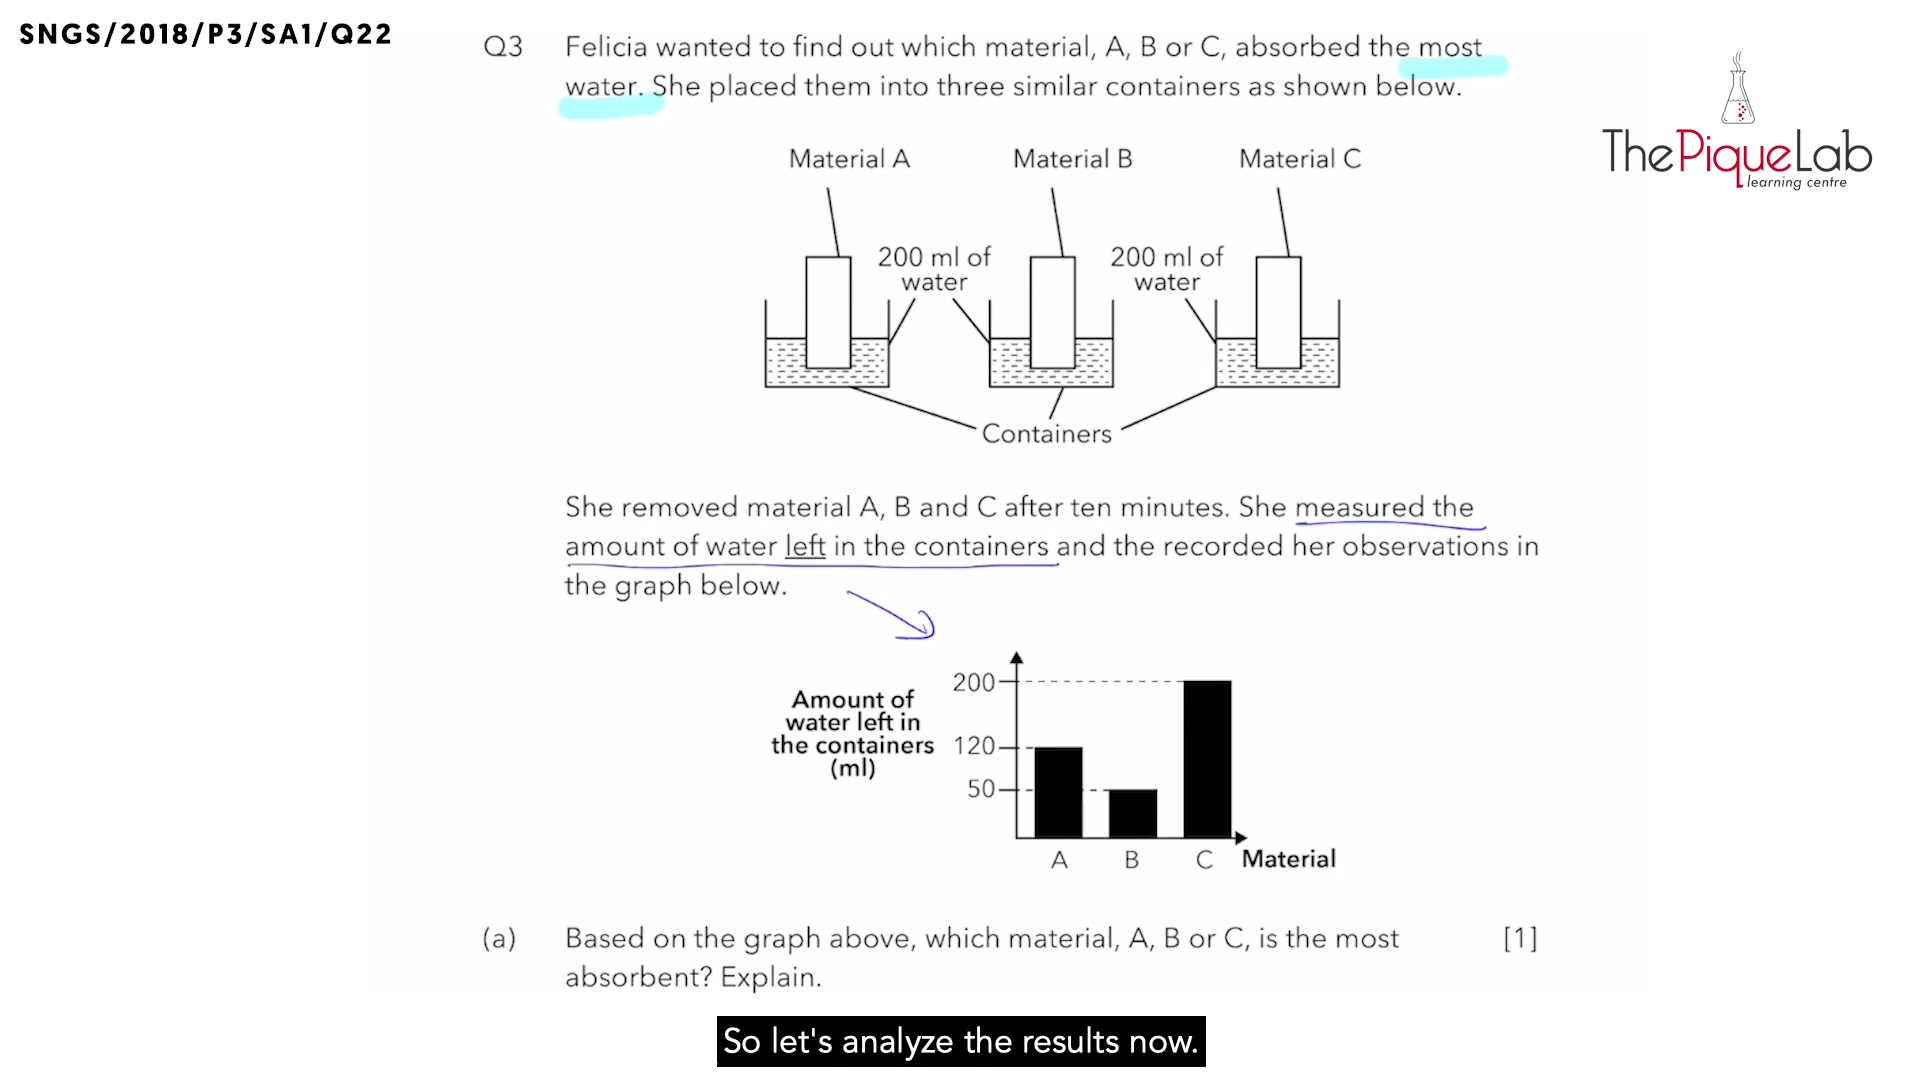 SNGS/2018/P3/SA1/Q22
Q3 Felicia wanted to find out which material, A, B or C, absorbed the most
water. She placed them into three similar containers as shown below.
ThePiqueLab
learning centre
Material A Material B Material C
200 ml of 200 ml of
water water
Containers
She removed material A, B and C after ten minutes. She measured the
amount of water left in the containers and the recorded her observations in
the graph below.
Amount of
water left in
the containers
(ml)
200
120
50
A B C Material
(a) Based on the graph above, which material, A, B or C, is the most [1]
absorbent? Explain.
So let's analyze the results now.